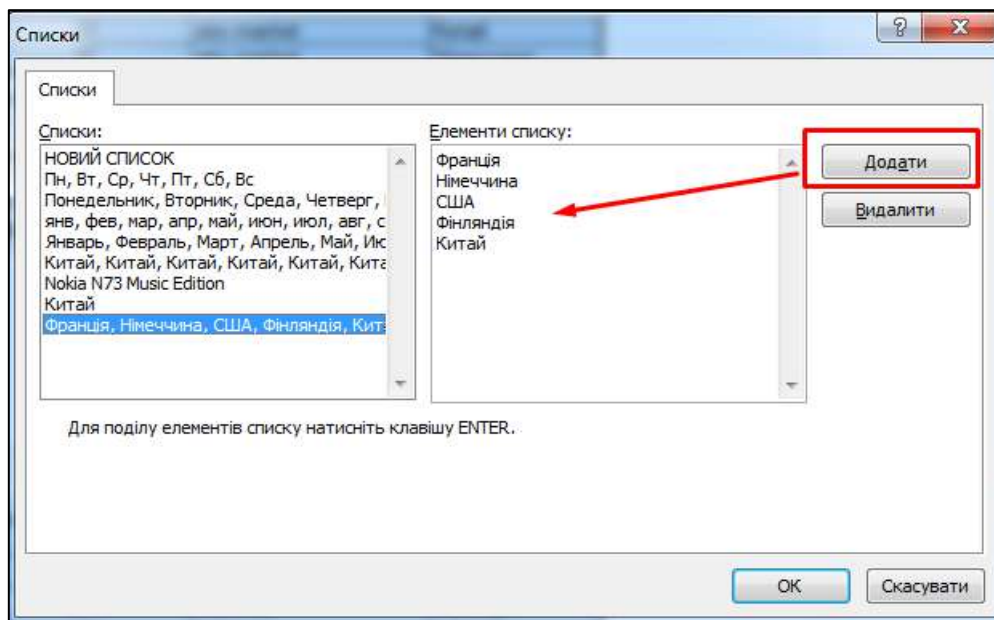 Списки
Списки
Списки:
НОВИЙ СПИСОК
Пн, Вт, Ср, Чт, Пт, Сб, Вс
Понедельник, Вторник, Среда, Четверг,
янв, фев, мар, апр, май, июн, июл, авг, с
Январь, Февраль, Март, Апрель, Май, Ию
Китай, Китай, Китай, Китай, Китай, Кита
Nokia N73 Music Edition
Китай
Франція, Німеччина, США, Фінляндія, Кит
Елементи списку:
Франція
Німеччина
США
Фінляндія
Китай
Додати
Видалити
Для поділу елементів списку натисніть клавішу ENTER.
ОК
Скасувати